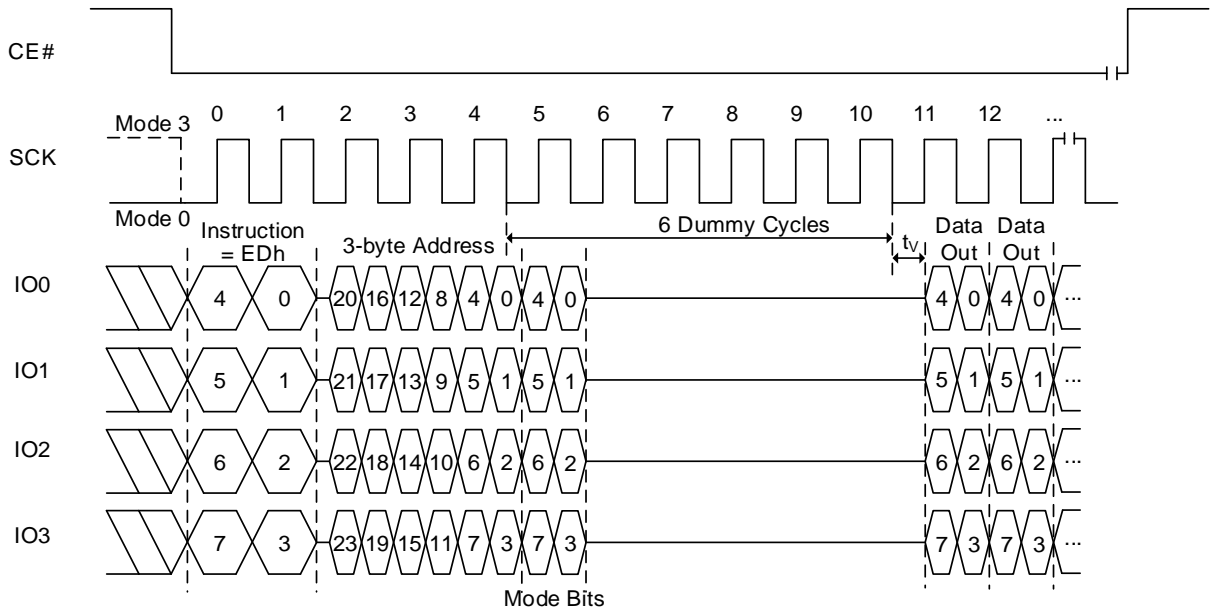 CE#
0 1 2 3 4 5 6 7 8 9 10 11 12 ...
Mode 3
SCK
Mode 0
Instruction
= EDh
3-byte Address
6 Dummy Cycles
tV
Data
Out
Data
Out
IO0 4 0 20 16 12 8 4 0 4 0 4 0 4 0 ...
IO1 5 1 21 17 13 9 5 1 5 1 5 1 5 1 ...
IO2 6 2 22 18 14 10 6 2 6 2 6 2 6 2 ...
IO3 7 3 23 19 15 11 7 3 7 3 7 3 7 3 ...
Mode Bits